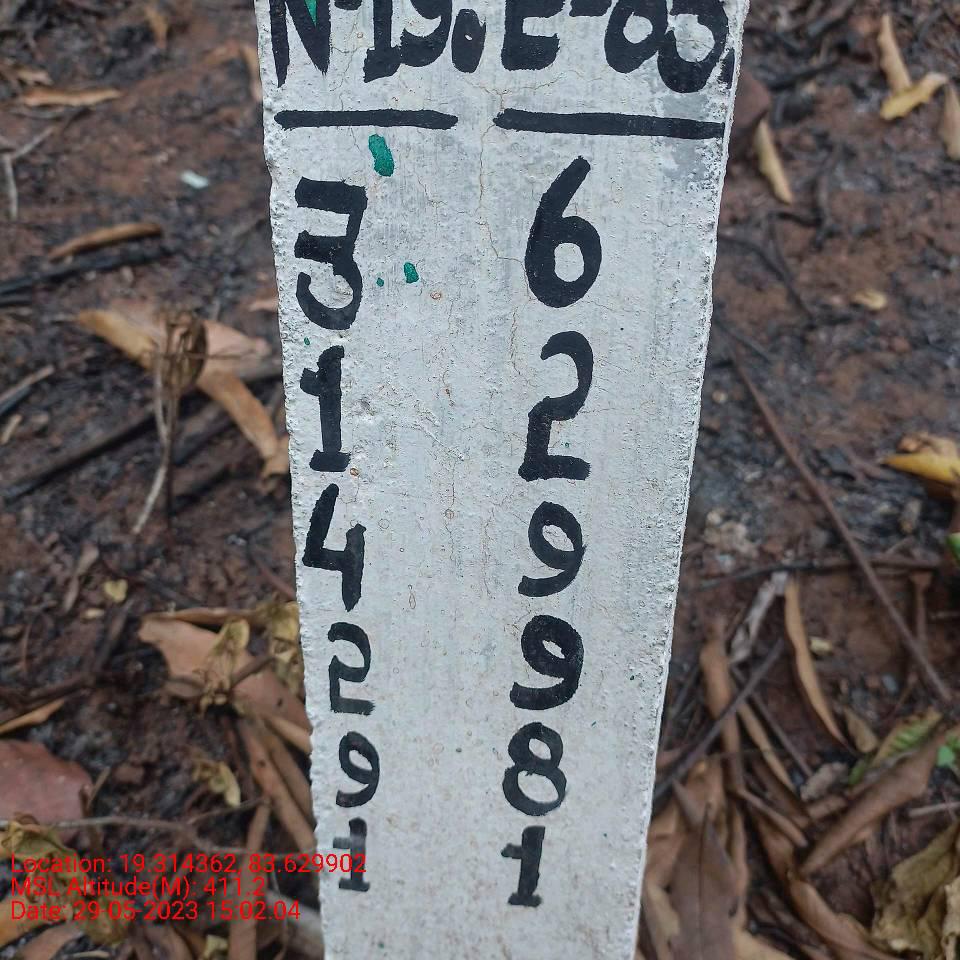 N-19. E-83.
3 6
1 2
4 9
2 9
9 8
1 1
Location: 19.314362, 83.629902
MSL Altitude(M): 411.2
Date: 29-05-2023 15:02:04